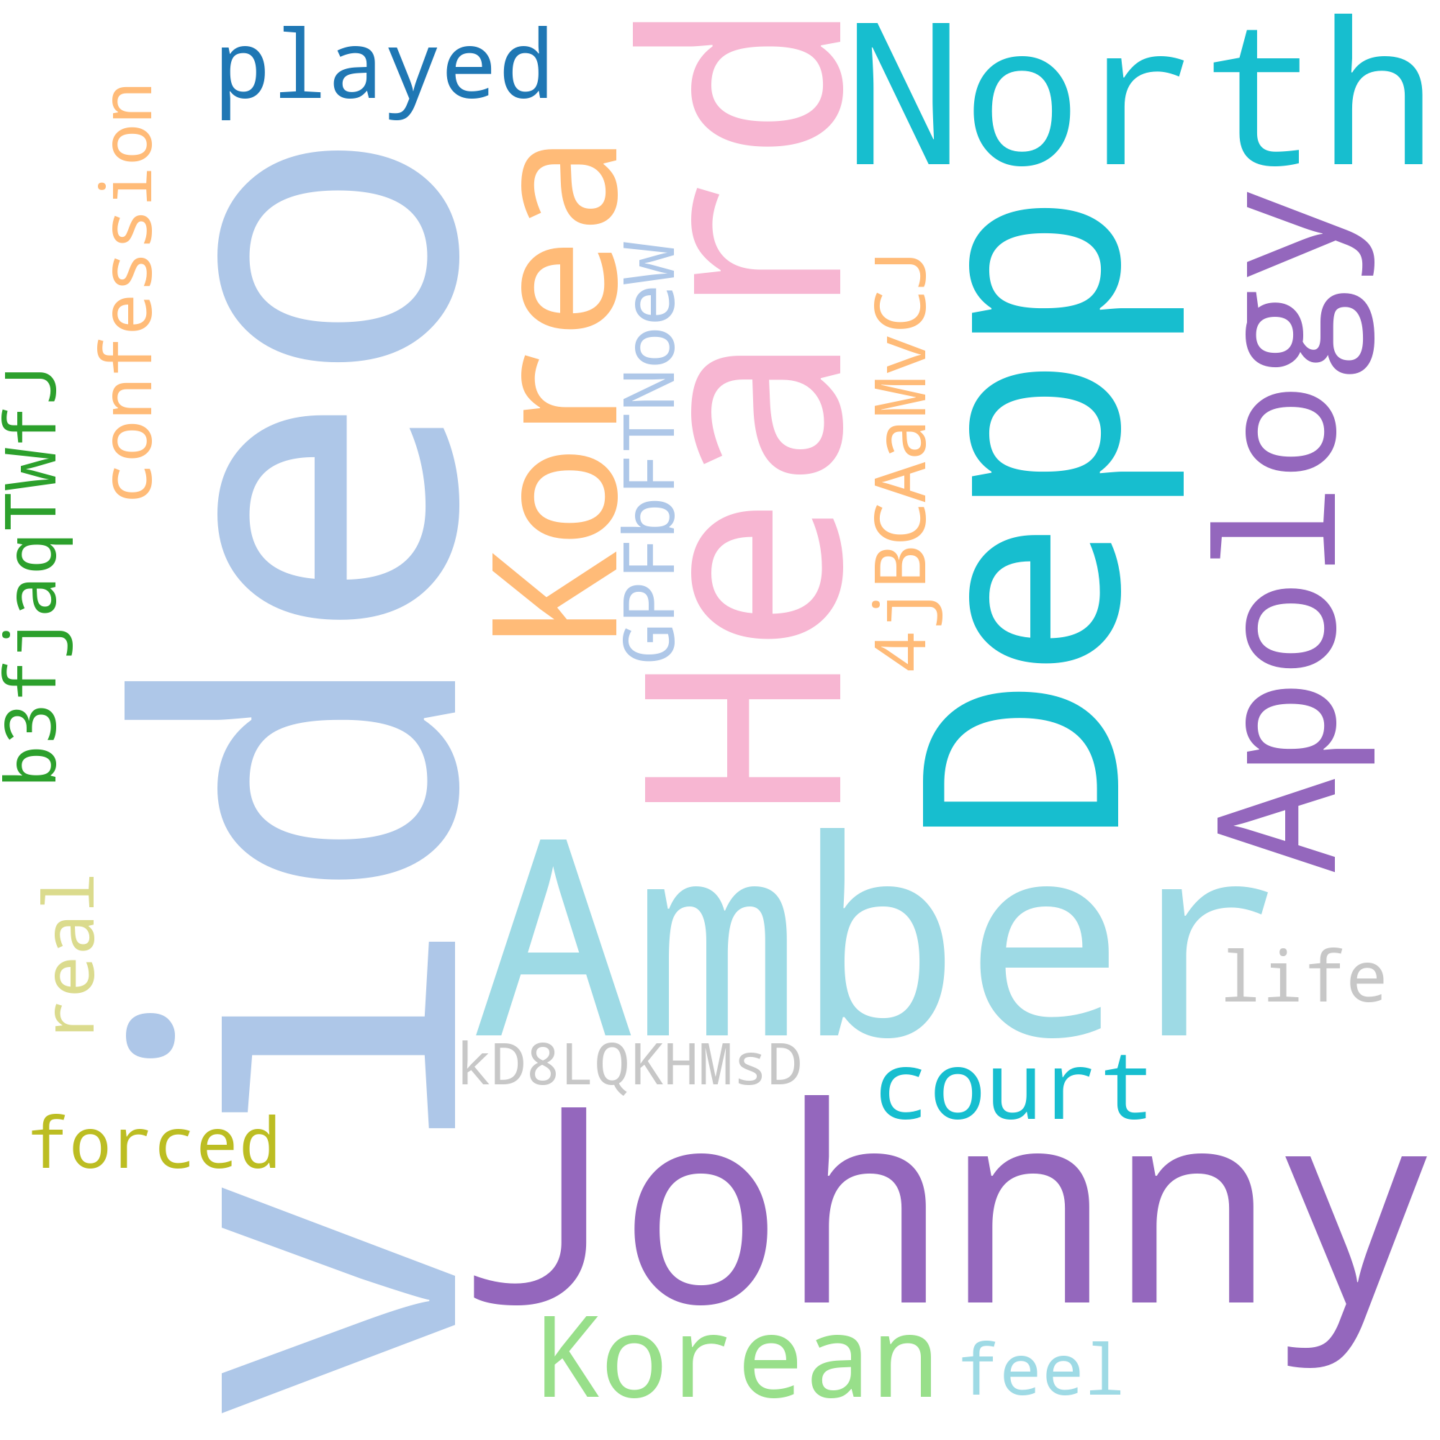 played
North
confession
video
Korea
Heard
Depp
Apology
GPFbFTNoeW
4jBCAaMvCJ
b3fjaqTWfJ
Amber
real
life
kD8LQKHMsD
court
forced
Johnny
Korean
feel